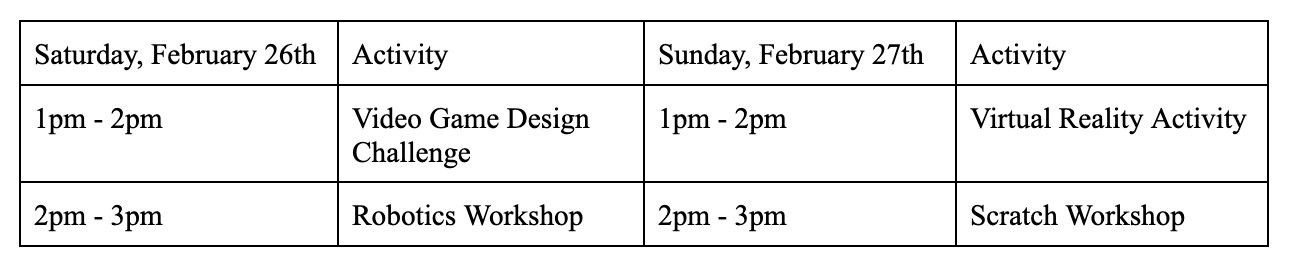 Saturday, February 26th Activity Sunday, February 27th Activity
1pm - 2pm Video Game Design Challenge 1pm - 2pm Virtual Reality Activity
2pm - 3pm Robotics Workshop 2pm - 3pm Scratch Workshop